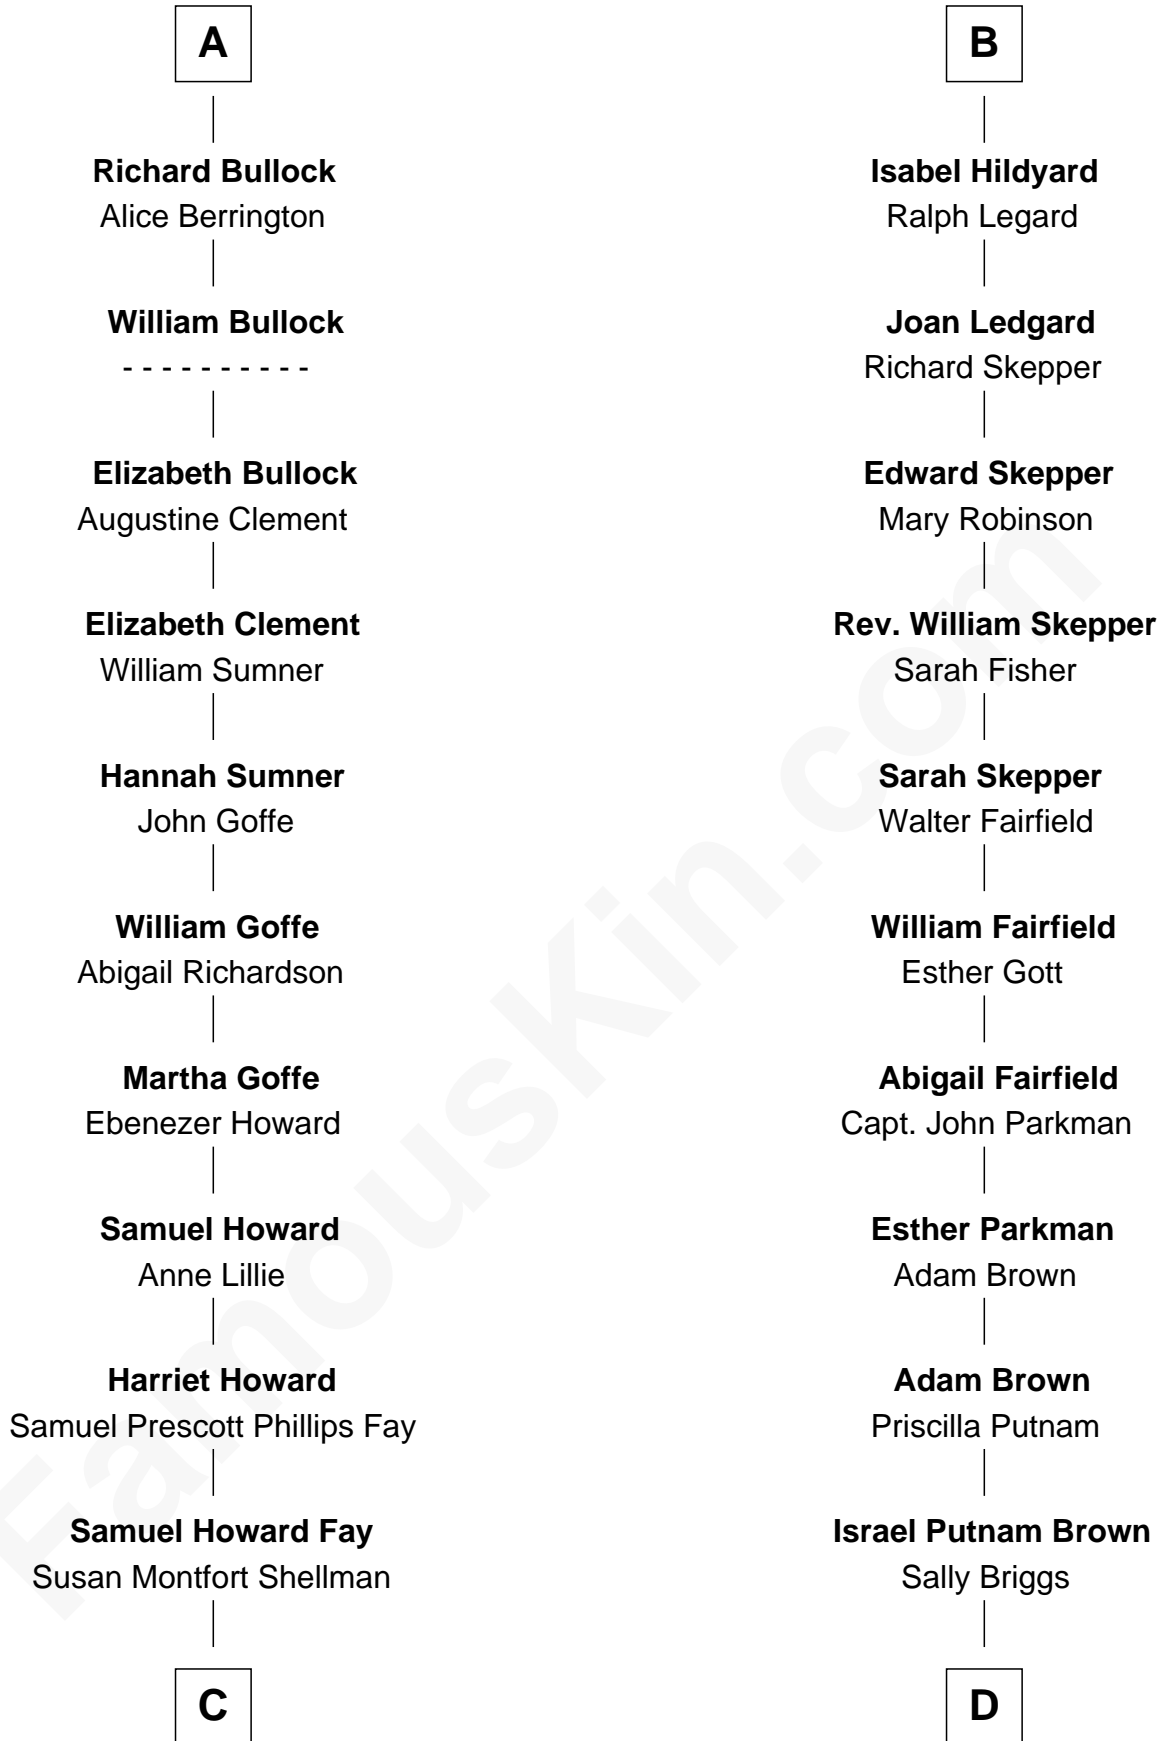 A
Richard Bullock
Alice Berrington
William Bullock
- - - - - - - - - -
Elizabeth Bullock
Augustine Clement
Elizabeth Clement
William Sumner
Hannah Sumner
John Goffe
William Goffe
Abigail Richardson
Martha Goffe
Ebenezer Howard
Samuel Howard
Anne Lillie
Harriet Howard
Samuel Prescott Phillips Fay
Samuel Howard Fay
Susan Montfort Shellman
C
B
Isabel Hildyard
Ralph Legard
Joan Ledgard
Richard Skepper
Edward Skepper
Mary Robinson
Rev. William Skepper
Sarah Fisher
Sarah Skepper
Walter Fairfield
William Fairfield
Esther Gott
Abigail Fairfield
Capt. John Parkman
Esther Parkman
Adam Brown
Adam Brown
Priscilla Putnam
Israel Putnam Brown
Sally Briggs
D
FamousKin.com